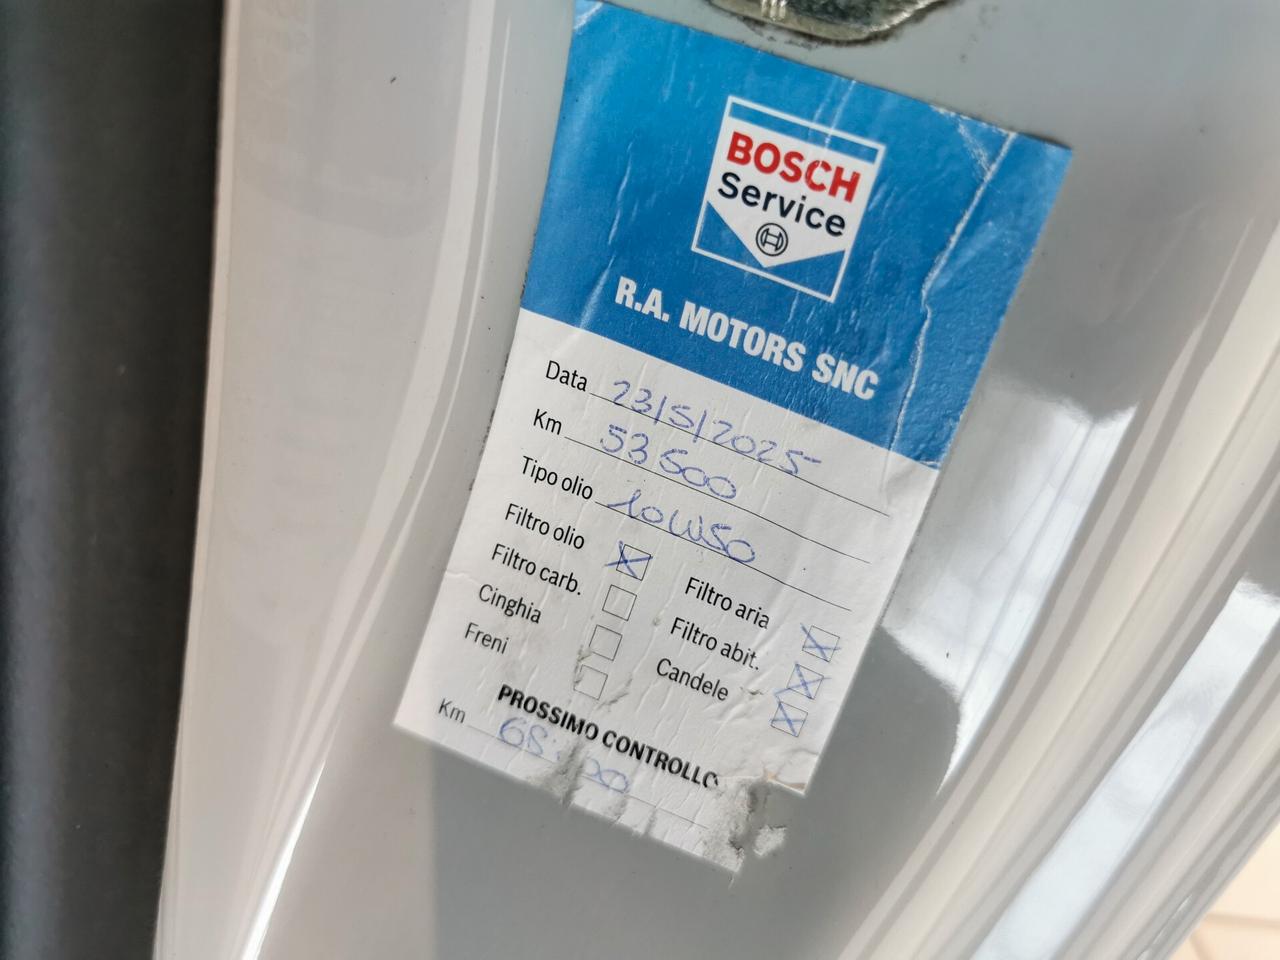 BOSCH
Service
R.A. MOTORS SNC
Data 23/5/2025
Km 53500
Tipo olio 10W50
Filtro olio
Filtro carb.
Cinghia
Freni
Filtro aria
Filtro abit.
Candele
PROSSIMO CONTROLLO
Km